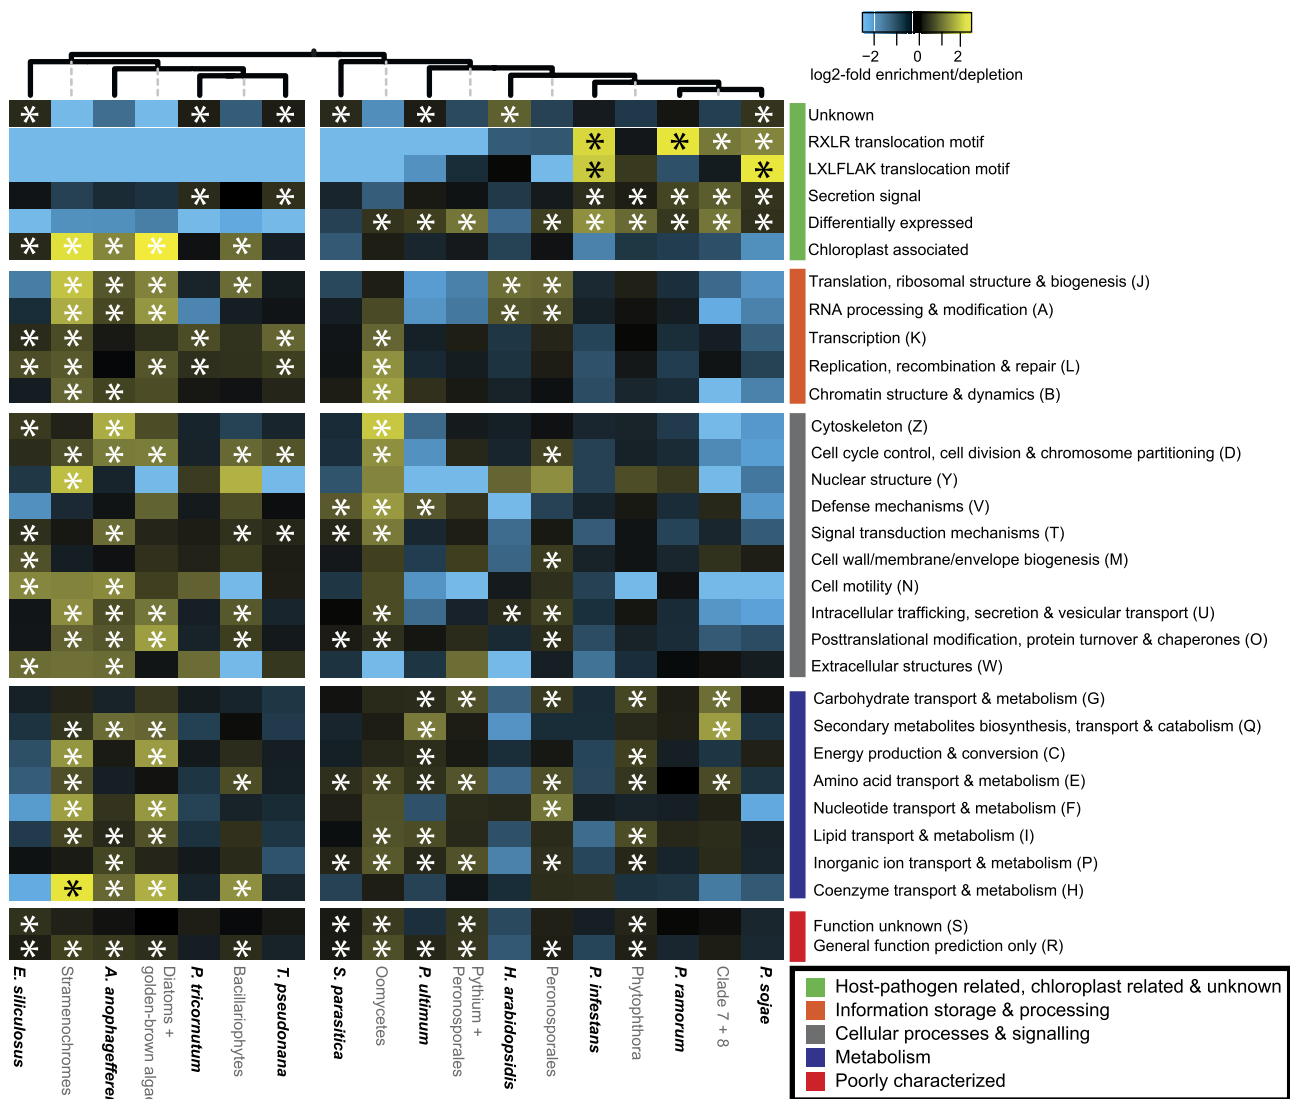 −2 0 2
log2-fold enrichment/depletion
Unknown
RXLR translocation motif
LXLFLAK translocation motif
Secretion signal
Differentially expressed
Chloroplast associated
Translation, ribosomal structure & biogenesis (J)
RNA processing & modification (A)
Transcription (K)
Replication, recombination & repair (L)
Chromatin structure & dynamics (B)
Cytoskeleton (Z)
Cell cycle control, cell division & chromosome partitioning (D)
Nuclear structure (Y)
Defense mechanisms (V)
Signal transduction mechanisms (T)
Cell wall/membrane/envelope biogenesis (M)
Cell motility (N)
Intracellular trafficking, secretion & vesicular transport (U)
Posttranslational modification, protein turnover & chaperones (O)
Extracellular structures (W)
Carbohydrate transport & metabolism (G)
Secondary metabolites biosynthesis, transport & catabolism (Q)
Energy production & conversion (C)
Amino acid transport & metabolism (E)
Nucleotide transport & metabolism (F)
Lipid transport & metabolism (I)
Inorganic ion transport & metabolism (P)
Coenzyme transport & metabolism (H)
Function unknown (S)
General function prediction only (R)
E. siliculosus
Stramenochromes
A. anophagefferen
Diatoms +
golden-brown algae
P. tricornutum
Bacillariophytes
T. pseudonana
S. parasitica
Oomycetes
P. ultimum
Pythium +
Peronosporales
H. arabidopsidis
Peronosporales
P. infestans
Phytophthora
P. ramorum
Clade 7 + 8
P. sojae
Host-pathogen related, chloroplast related & unknown
Information storage & processing
Cellular processes & signalling
Metabolism
Poorly characterized